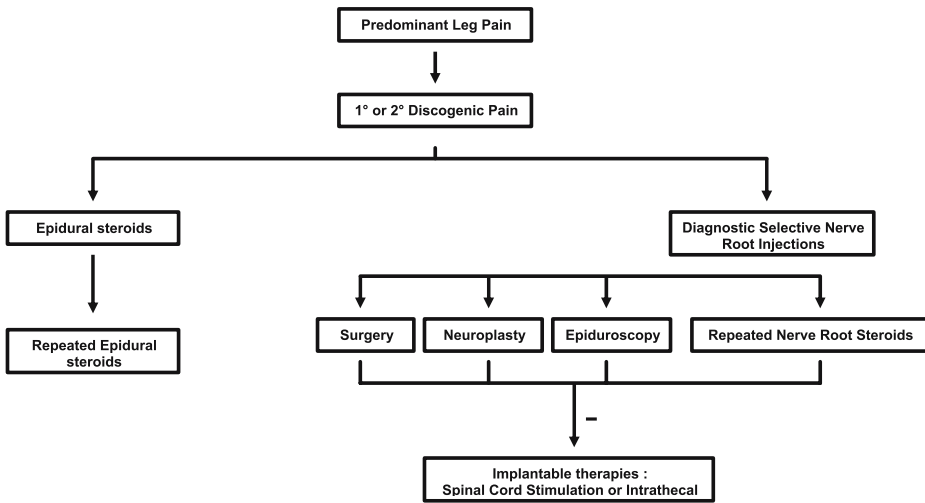 Predominant Leg Pain
1° or 2° Discogenic Pain
Epidural steroids
Diagnostic Selective Nerve
Root Injections
Repeated Epidural
steroids
Surgery
Neuroplasty
Epiduroscopy
Repeated Nerve Root Steroids
–
Implantable therapies :
Spinal Cord Stimulation or Intrathecal